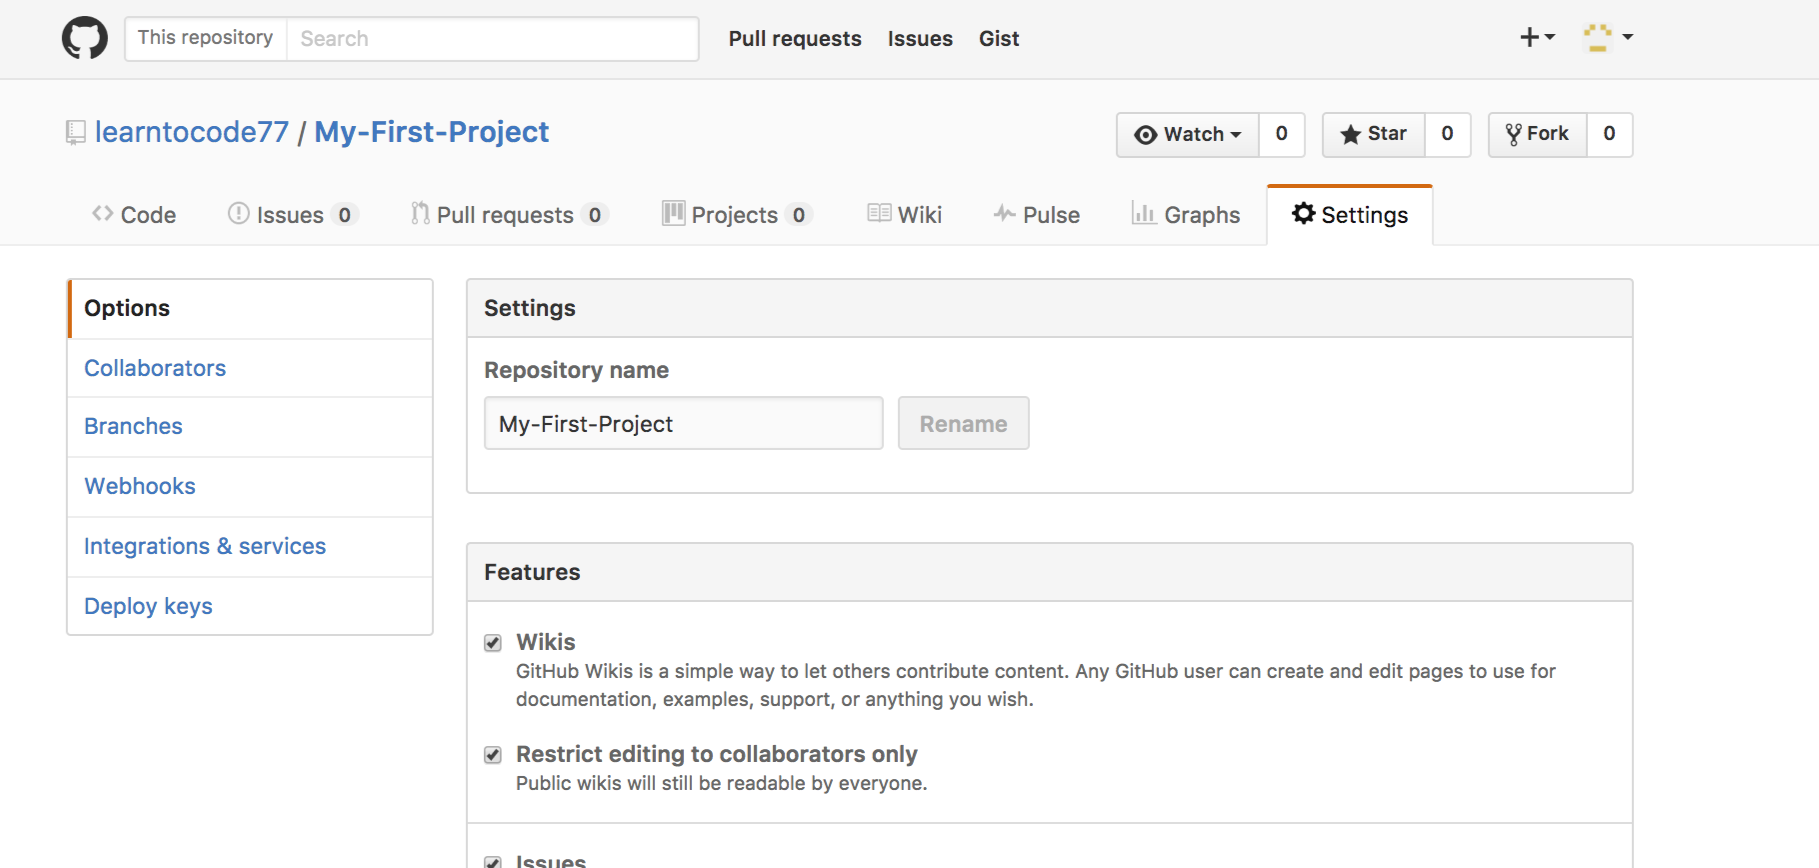 This repository Search Pull requests Issues Gist
learntocode77 / My-First-Project Watch 0 Star 0 Fork 0
Code Issues 0 Pull requests 0 Projects 0 Wiki Pulse Graphs Settings
Options
Collaborators
Branches
Webhooks
Integrations & services
Deploy keys
Settings
Repository name
My-First-Project Rename
Features
Wikis
GitHub Wikis is a simple way to let others contribute content. Any GitHub user can create and edit pages to use for
documentation, examples, support, or anything you wish.
Restrict editing to collaborators only
Public wikis will still be readable by everyone.
Issues